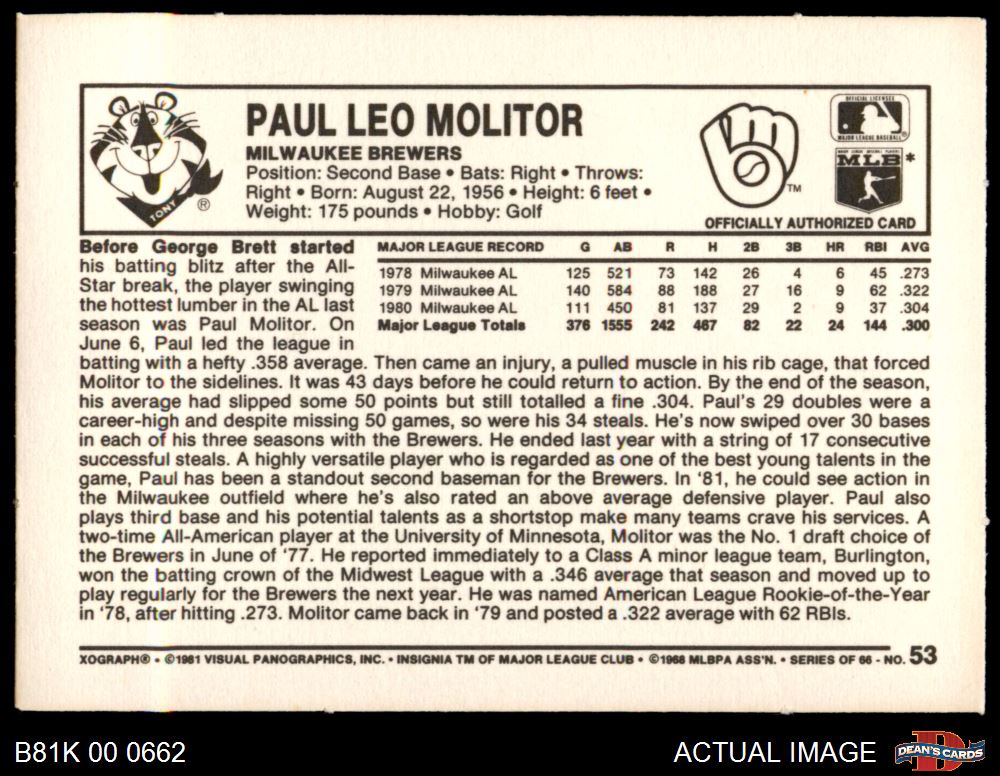 TONY
®
PAUL LEO MOLITOR
MILWAUKEE BREWERS
Position: Second Base • Bats: Right • Throws:
Right • Born: August 22, 1956 • Height: 6 feet •
Weight: 175 pounds • Hobby: Golf
TM
OFFICIAL LICENSEE
MAJOR LEAGUE BASEBALL
MLB*
OFFICIALLY AUTHORIZED CARD
MAJOR LEAGUE RECORD G AB R H 2B 3B HR RBI AVG
1978 Milwaukee AL 125 521 73 142 26 4 6 45 .273
1979 Milwaukee AL 140 584 88 188 27 16 9 62 .322
1980 Milwaukee AL 111 450 81 137 29 2 9 37 .304
Major League Totals 376 1555 242 467 82 22 24 144 .300
Before George Brett started
his batting blitz after the All-
Star break, the player swinging
the hottest lumber in the AL last
season was Paul Molitor. On
June 6, Paul led the league in
batting with a hefty .358 average. Then came an injury, a pulled muscle in his rib cage, that forced
Molitor to the sidelines. It was 43 days before he could return to action. By the end of the season,
his average had slipped some 50 points but still totalled a fine .304. Paul's 29 doubles were a
career-high and despite missing 50 games, so were his 34 steals. He's now swiped over 30 bases
in each of his three seasons with the Brewers. He ended last year with a string of 17 consecutive
successful steals. A highly versatile player who is regarded as one of the best young talents in the
game, Paul has been a standout second baseman for the Brewers. In '81, he could see action in
the Milwaukee outfield where he's also rated an above average defensive player. Paul also
plays third base and his potential talents as a shortstop make many teams crave his services. A
two-time All-American player at the University of Minnesota, Molitor was the No. 1 draft choice of
the Brewers in June of '77. He reported immediately to a Class A minor league team, Burlington,
won the batting crown of the Midwest League with a .346 average that season and moved up to
play regularly for the Brewers the next year. He was named American League Rookie-of-the-Year
in '78, after hitting .273. Molitor came back in '79 and posted a .322 average with 62 RBIs.
XOGRAPH® • ©1981 VISUAL PANOGRAPHICS, INC. • INSIGNIA TM OF MAJOR LEAGUE CLUB • ©1968 MLBPA ASS'N. • SERIES OF 66 - NO. 53
B81K 00 0662
ACTUAL IMAGE
DEAN'S CARDS